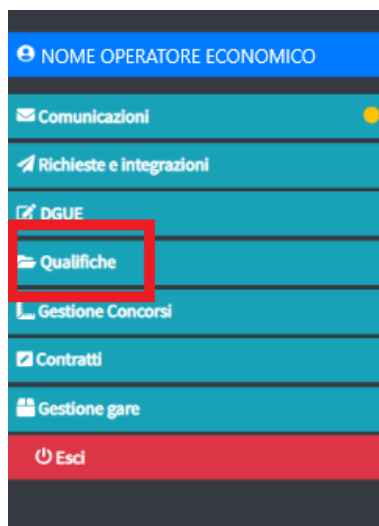 NOME OPERATORE ECONOMICO
Comunicazioni
Richieste e integrazioni
DGUE
Qualifiche
Gestione Concorsi
Contratti
Gestione gare
Esci